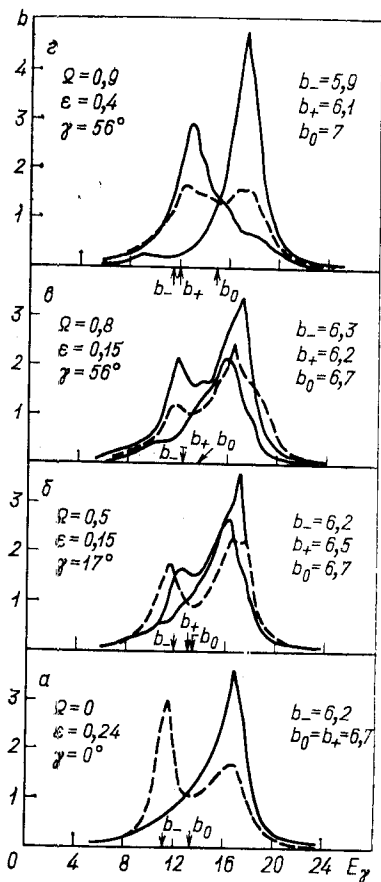 b
4
3
2
1
г
Ω = 0,9
ε = 0,4
γ = 56°
b₋ = 5,9
b₊ = 6,1
b₀ = 7
b₋ b₊ b₀
3
2
1
в
Ω = 0,8
ε = 0,15
γ = 56°
b₋ = 6,3
b₊ = 6,2
b₀ = 6,7
b₋ b₊ b₀
3
2
1
б
Ω = 0,5
ε = 0,15
γ = 17°
b₋ = 6,2
b₊ = 6,5
b₀ = 6,7
b₋ b₊ b₀
3
2
1
а
Ω = 0
ε = 0,24
γ = 0°
b₋ = 6,2
b₀ = b₊ = 6,7
b₋ b₀
0 4 8 12 16 20 24 Eᵧ